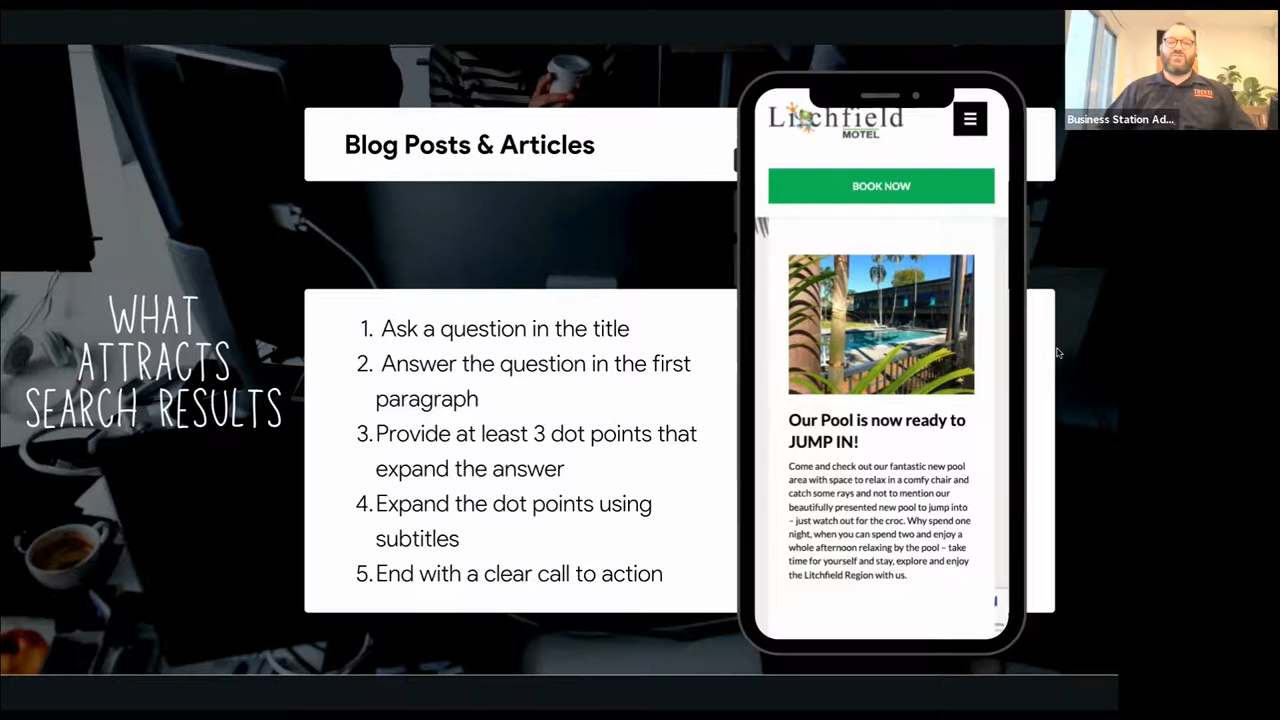 Blog Posts & Articles
WHAT
ATTRACTS
SEARCH RESULTS
1. Ask a question in the title
2. Answer the question in the first
paragraph
3. Provide at least 3 dot points that
expand the answer
4. Expand the dot points using
subtitles
5. End with a clear call to action
Litchfield
MOTEL
BOOK NOW
Our Pool is now ready to
JUMP IN!
Come and check out our fantastic new pool
area with space to relax in a comfy chair and
catch some rays and not to mention our
beautifully presented new pool to jump into
– just watch out for the croc. Why spend one
night, when you can spend two and enjoy a
whole afternoon relaxing by the pool – take
time for yourself and stay, explore and enjoy
the Litchfield Region with us.
Business Station Ad...